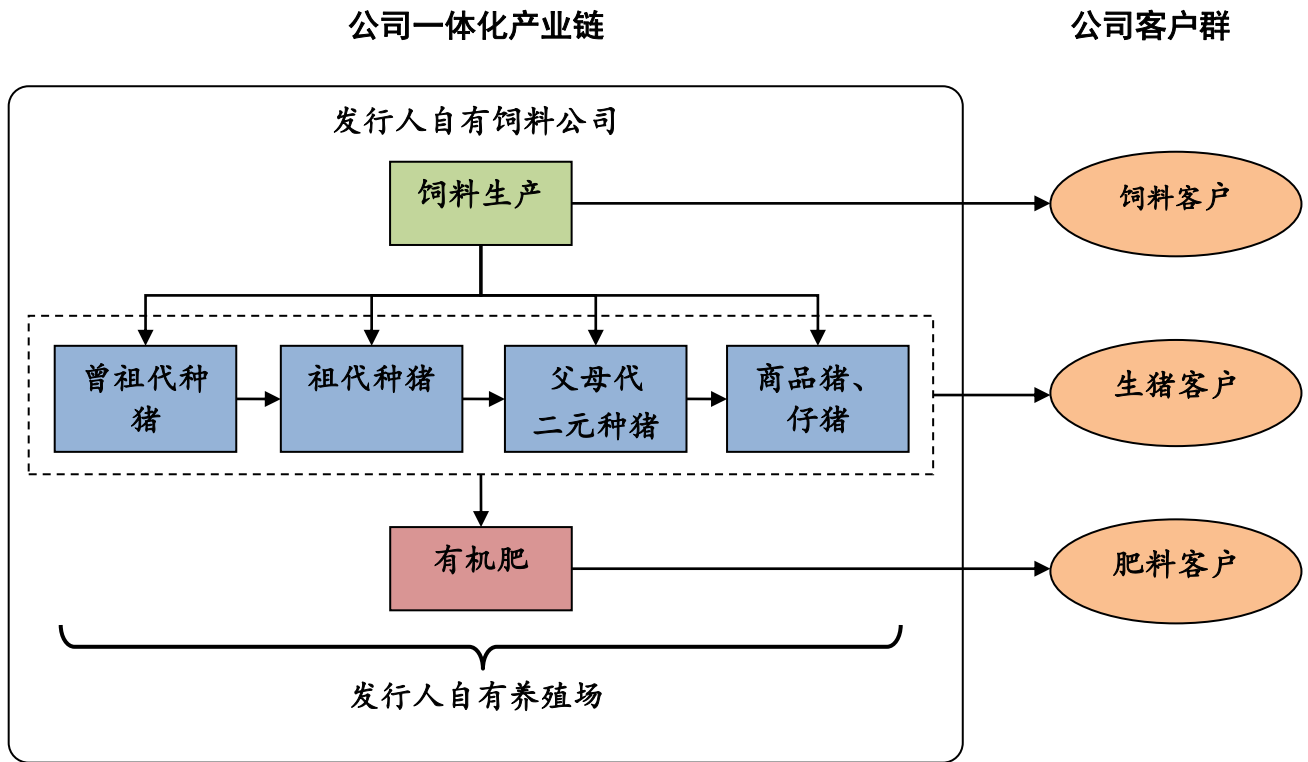 公司一体化产业链
公司客户群
发行人自有饲料公司
饲料生产
饲料客户
曾祖代种
猪
祖代种猪
父母代
二元种猪
商品猪、
仔猪
生猪客户
有机肥
肥料客户
发行人自有养殖场